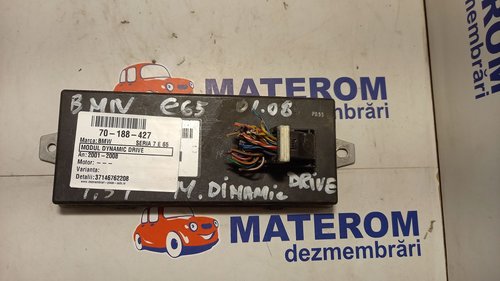 MATEROM
dezmembrări
BMW E65 01.08
P093
70-188-427
Marca: BMW SERIA 7 E 65
MODUL DYNAMIC DRIVE
An: 2001 - 2008
Motor: - - -
Varianta:
Detalii: 37146762208
M. DINAMIC DRIVE
MATEROM
dezmembrări